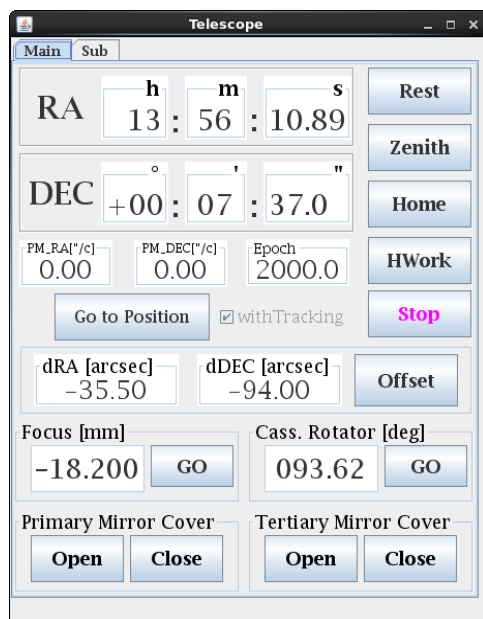 Telescope
Main Sub
RA h m s
13 : 56 : 10.89
Rest
Zenith
DEC ° ' "
+00 : 07 : 37.0
Home
PM_RA["/c] PM_DEC["/c] Epoch
0.00 0.00 2000.0
HWork
Go to Position withTracking Stop
dRA [arcsec] dDEC [arcsec]
-35.50 -94.00 Offset
Focus [mm] Cass. Rotator [deg]
-18.200 GO 093.62 GO
Primary Mirror Cover Tertiary Mirror Cover
Open Close Open Close